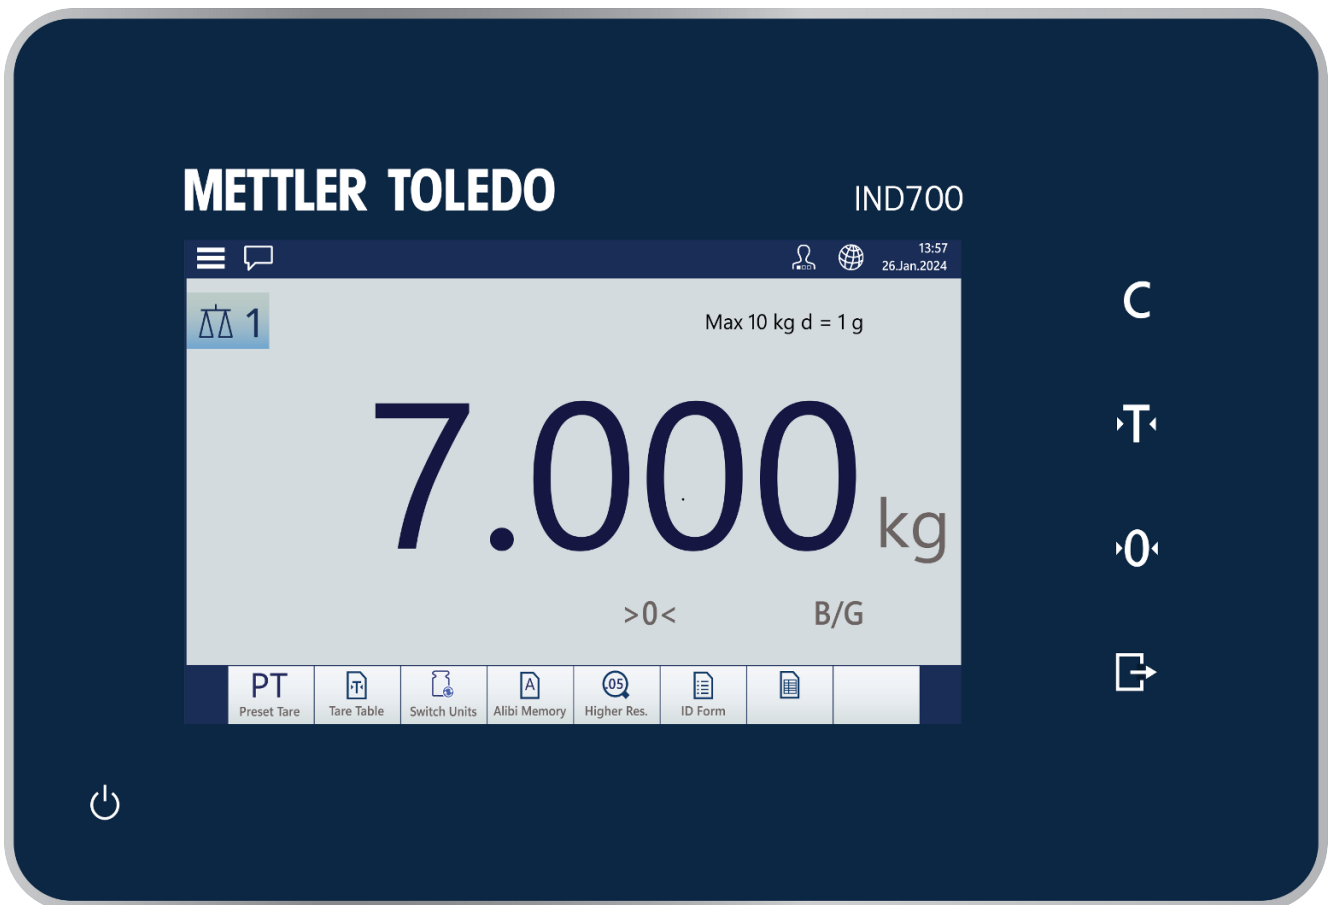 METTLER TOLEDO
IND700
13:57
26.Jan.2024
1
Max 10 kg d = 1 g
7.000 kg
>0<
B/G
C
T
0
PT
Preset Tare
T
Tare Table
Switch Units
A
Alibi Memory
.05
Higher Res.
ID Form